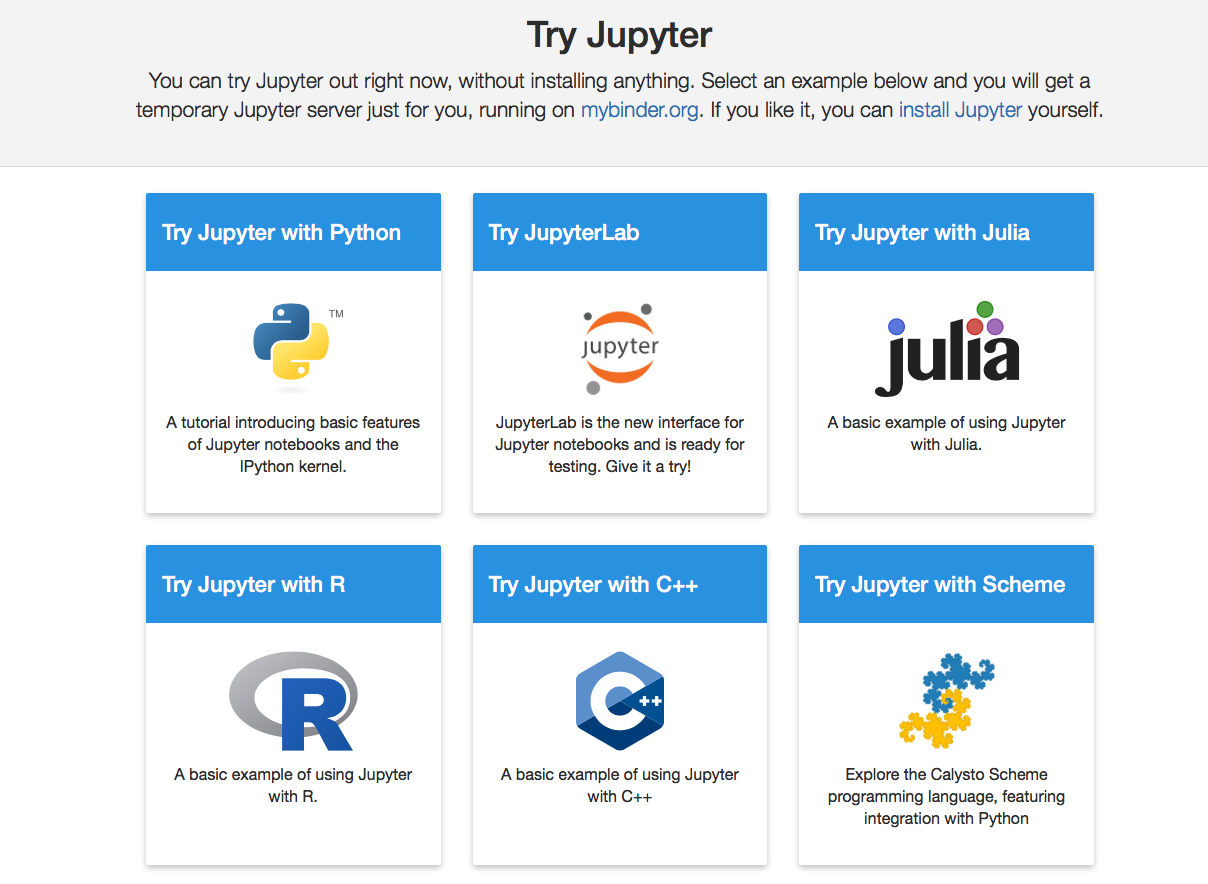 Try Jupyter
You can try Jupyter out right now, without installing anything. Select an example below and you will get a
temporary Jupyter server just for you, running on mybinder.org. If you like it, you can install Jupyter yourself.
Try Jupyter with Python
TM
A tutorial introducing basic features
of Jupyter notebooks and the
IPython kernel.
Try JupyterLab
jupyter
JupyterLab is the new interface for
Jupyter notebooks and is ready for
testing. Give it a try!
Try Jupyter with Julia
julia
A basic example of using Jupyter
with Julia.
Try Jupyter with R
R
A basic example of using Jupyter
with R.
Try Jupyter with C++
C++
A basic example of using Jupyter
with C++
Try Jupyter with Scheme
Explore the Calysto Scheme
programming language, featuring
integration with Python